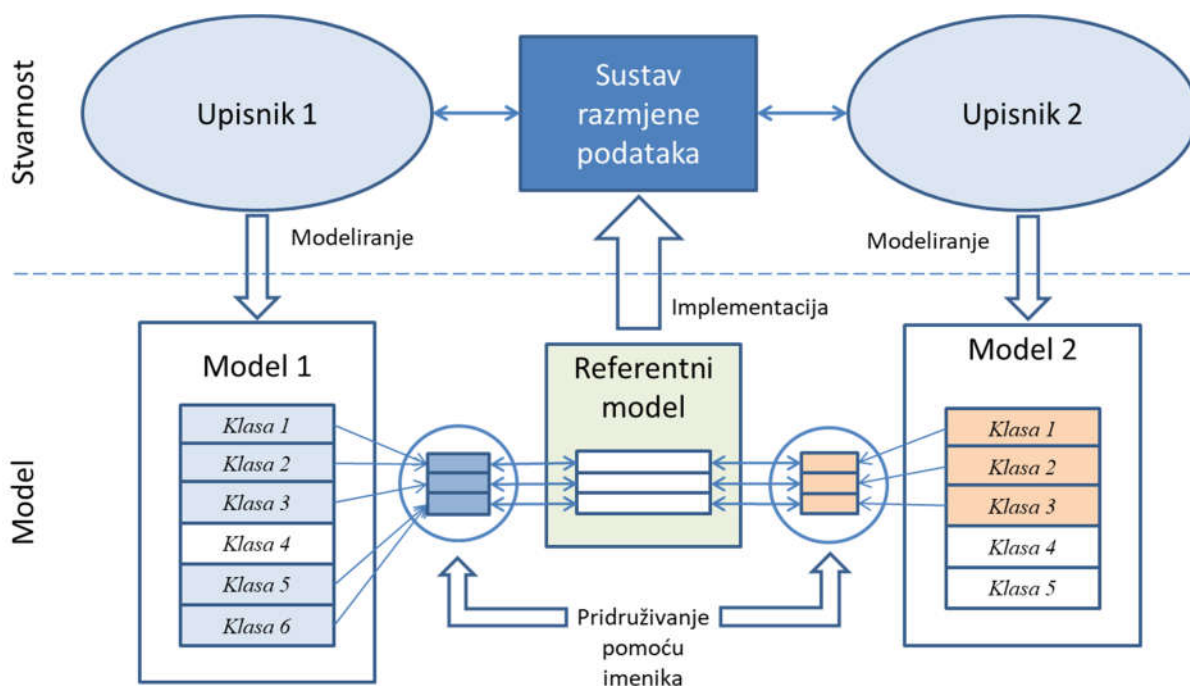 Stvarnost
Upisnik 1
Sustav
razmjene
podataka
Upisnik 2
Modeliranje
Modeliranje
Implementacija
Model
Model 1
Klasa 1
Klasa 2
Klasa 3
Klasa 4
Klasa 5
Klasa 6
Referentni
model
Model 2
Klasa 1
Klasa 2
Klasa 3
Klasa 4
Klasa 5
Pridruživanje
pomoću
imenika